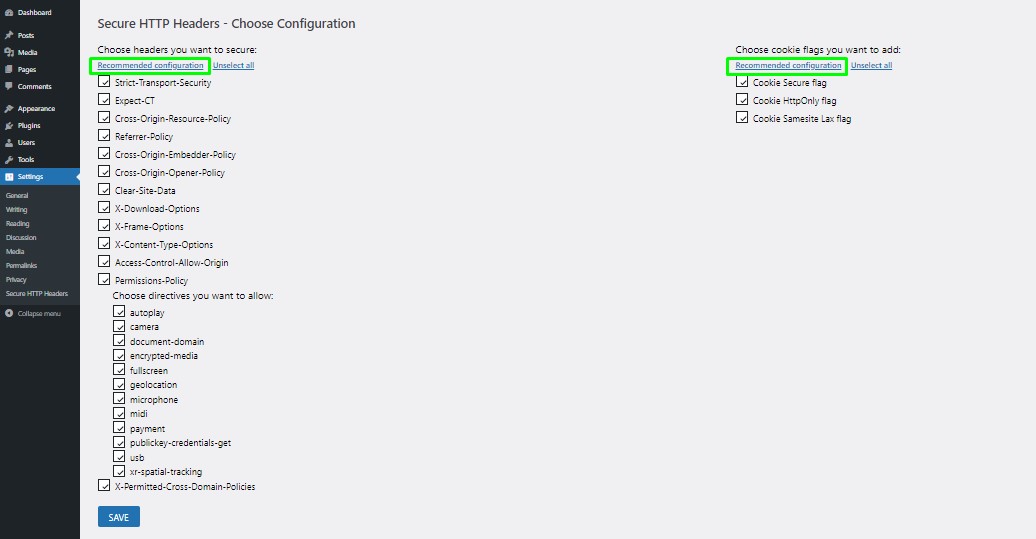 Dashboard
Posts
Media
Pages
Comments
Appearance
Plugins
Users
Tools
Settings
General
Writing
Reading
Discussion
Media
Permalinks
Privacy
Secure HTTP Headers
Collapse menu
Secure HTTP Headers - Choose Configuration
Choose headers you want to secure:
Recommended configuration Unselect all
Strict-Transport-Security
Expect-CT
Cross-Origin-Resource-Policy
Referrer-Policy
Cross-Origin-Embedder-Policy
Cross-Origin-Opener-Policy
Clear-Site-Data
X-Download-Options
X-Frame-Options
X-Content-Type-Options
Access-Control-Allow-Origin
Permissions-Policy
Choose directives you want to allow:
autoplay
camera
document-domain
encrypted-media
fullscreen
geolocation
microphone
midi
payment
publickey-credentials-get
usb
xr-spatial-tracking
X-Permitted-Cross-Domain-Policies
SAVE
Choose cookie flags you want to add:
Recommended configuration Unselect all
Cookie Secure flag
Cookie HttpOnly flag
Cookie Samesite Lax flag